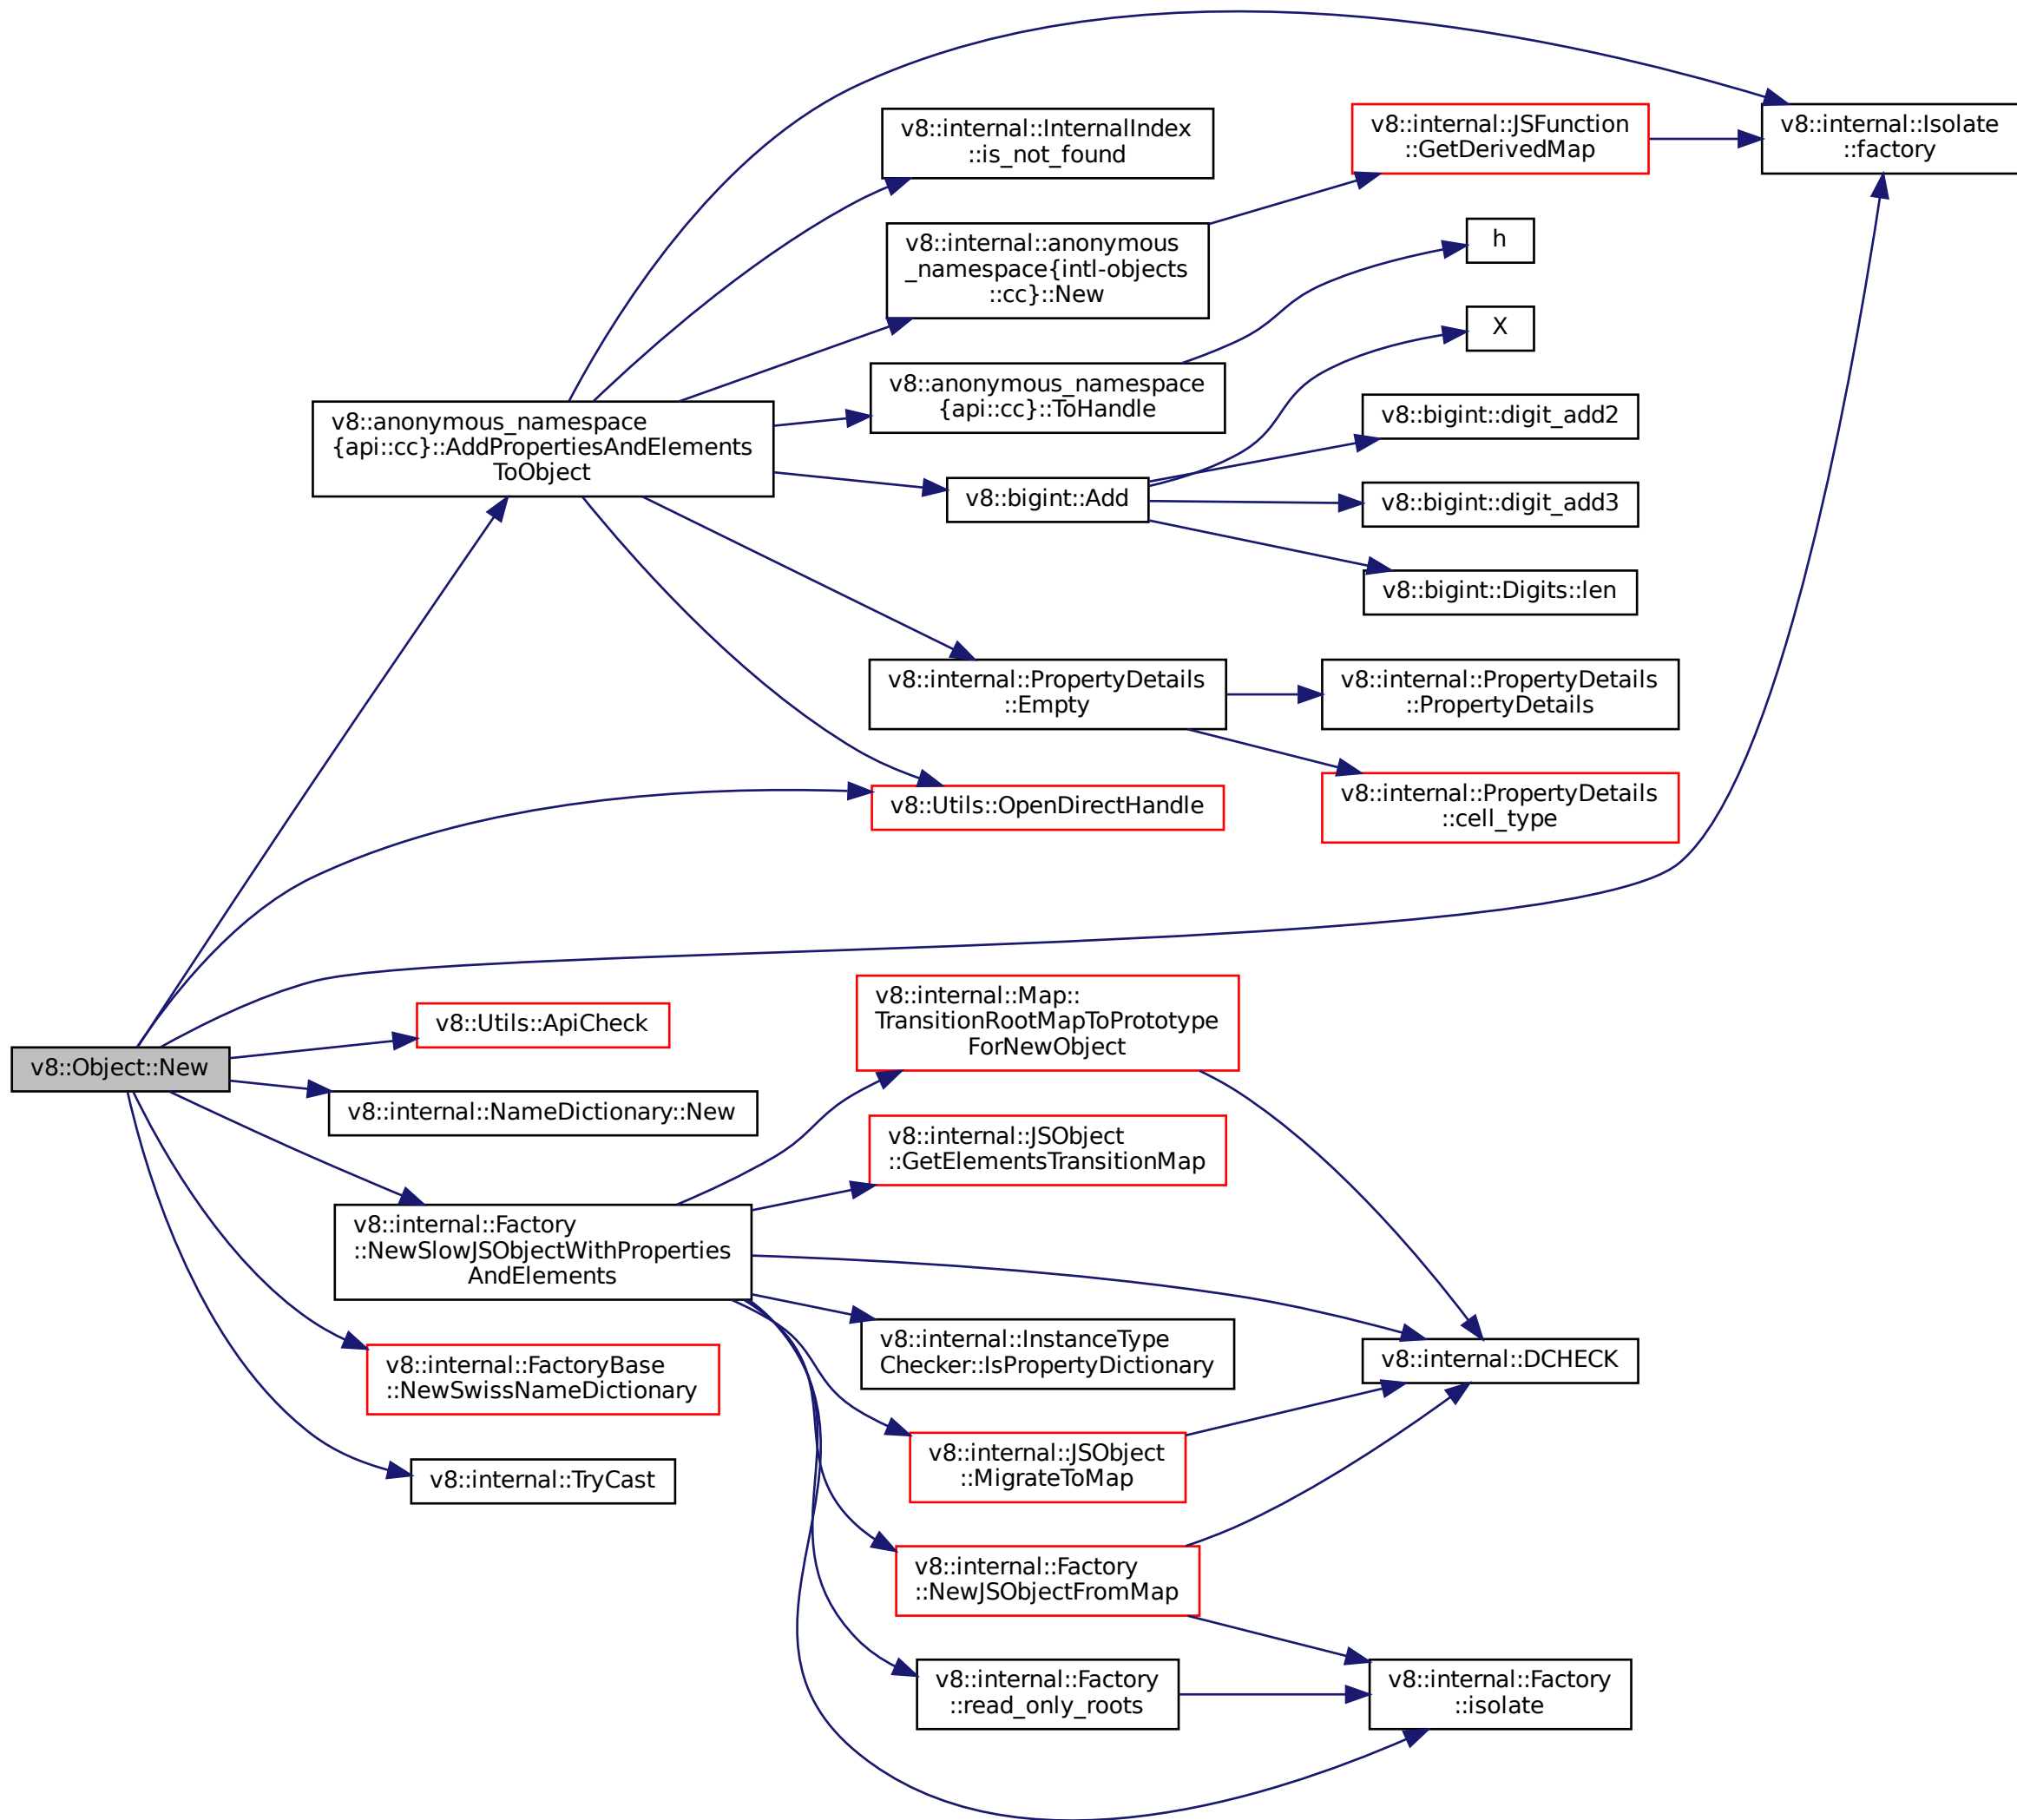 v8::internal::InternalIndex
::is_not_found
v8::internal::JSFunction
::GetDerivedMap
v8::internal::Isolate
::factory
v8::internal::anonymous
_namespace{intl-objects
::cc}::New
h
X
v8::anonymous_namespace
{api::cc}::ToHandle
v8::anonymous_namespace
{api::cc}::AddPropertiesAndElements
ToObject
v8::bigint::digit_add2
v8::bigint::Add
v8::bigint::digit_add3
v8::bigint::Digits::len
v8::internal::PropertyDetails
::Empty
v8::internal::PropertyDetails
::PropertyDetails
v8::Utils::OpenDirectHandle
v8::internal::PropertyDetails
::cell_type
v8::Utils::ApiCheck
v8::internal::Map::
TransitionRootMapToPrototype
ForNewObject
v8::Object::New
v8::internal::NameDictionary::New
v8::internal::JSObject
::GetElementsTransitionMap
v8::internal::Factory
::NewSlowJSObjectWithProperties
AndElements
v8::internal::InstanceType
Checker::IsPropertyDictionary
v8::internal::DCHECK
v8::internal::FactoryBase
::NewSwissNameDictionary
v8::internal::JSObject
::MigrateToMap
v8::internal::TryCast
v8::internal::Factory
::NewJSObjectFromMap
v8::internal::Factory
::read_only_roots
v8::internal::Factory
::isolate